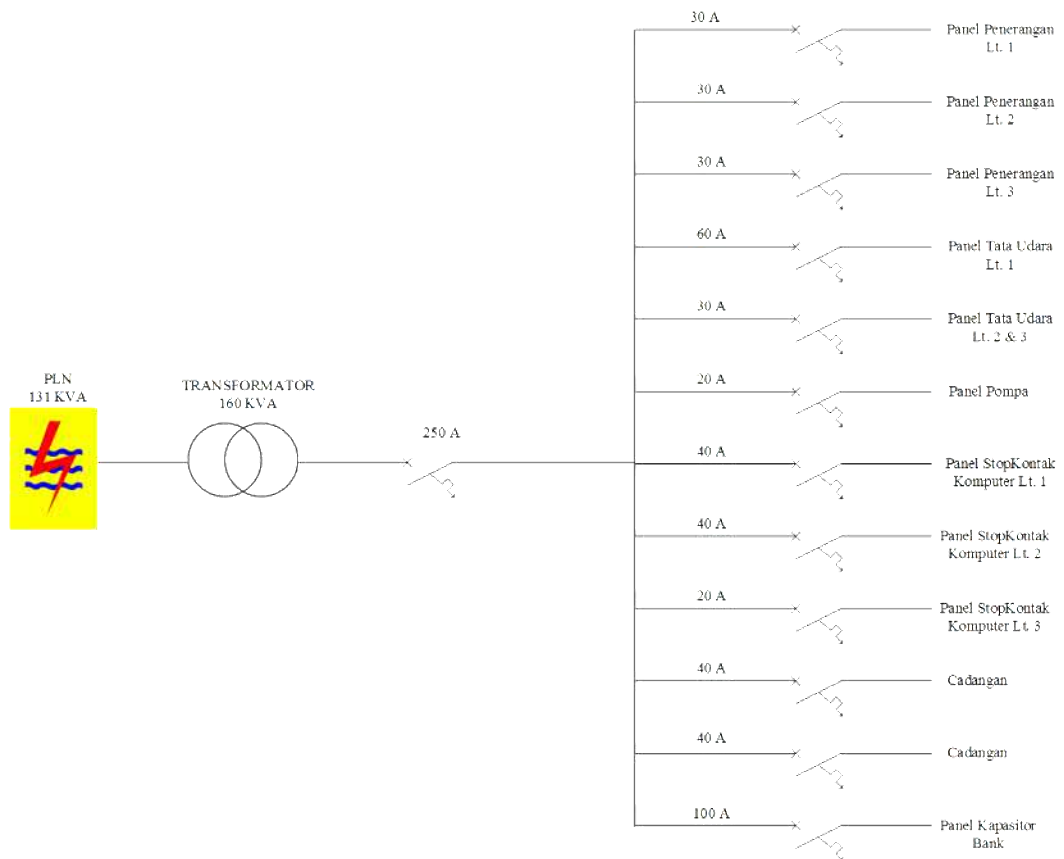 30 A
Panel Penerangan
Lt. 1
30 A
Panel Penerangan
Lt. 2
30 A
Panel Penerangan
Lt. 3
60 A
Panel Tata Udara
Lt. 1
30 A
Panel Tata Udara
Lt. 2 & 3
PLN
131 KVA
TRANSFORMATOR
160 KVA
250 A
20 A
Panel Pompa
40 A
Panel StopKontak
Komputer Lt. 1
40 A
Panel StopKontak
Komputer Lt. 2
20 A
Panel StopKontak
Komputer Lt. 3
40 A
Cadangan
40 A
Cadangan
100 A
Panel Kapasitor
Bank